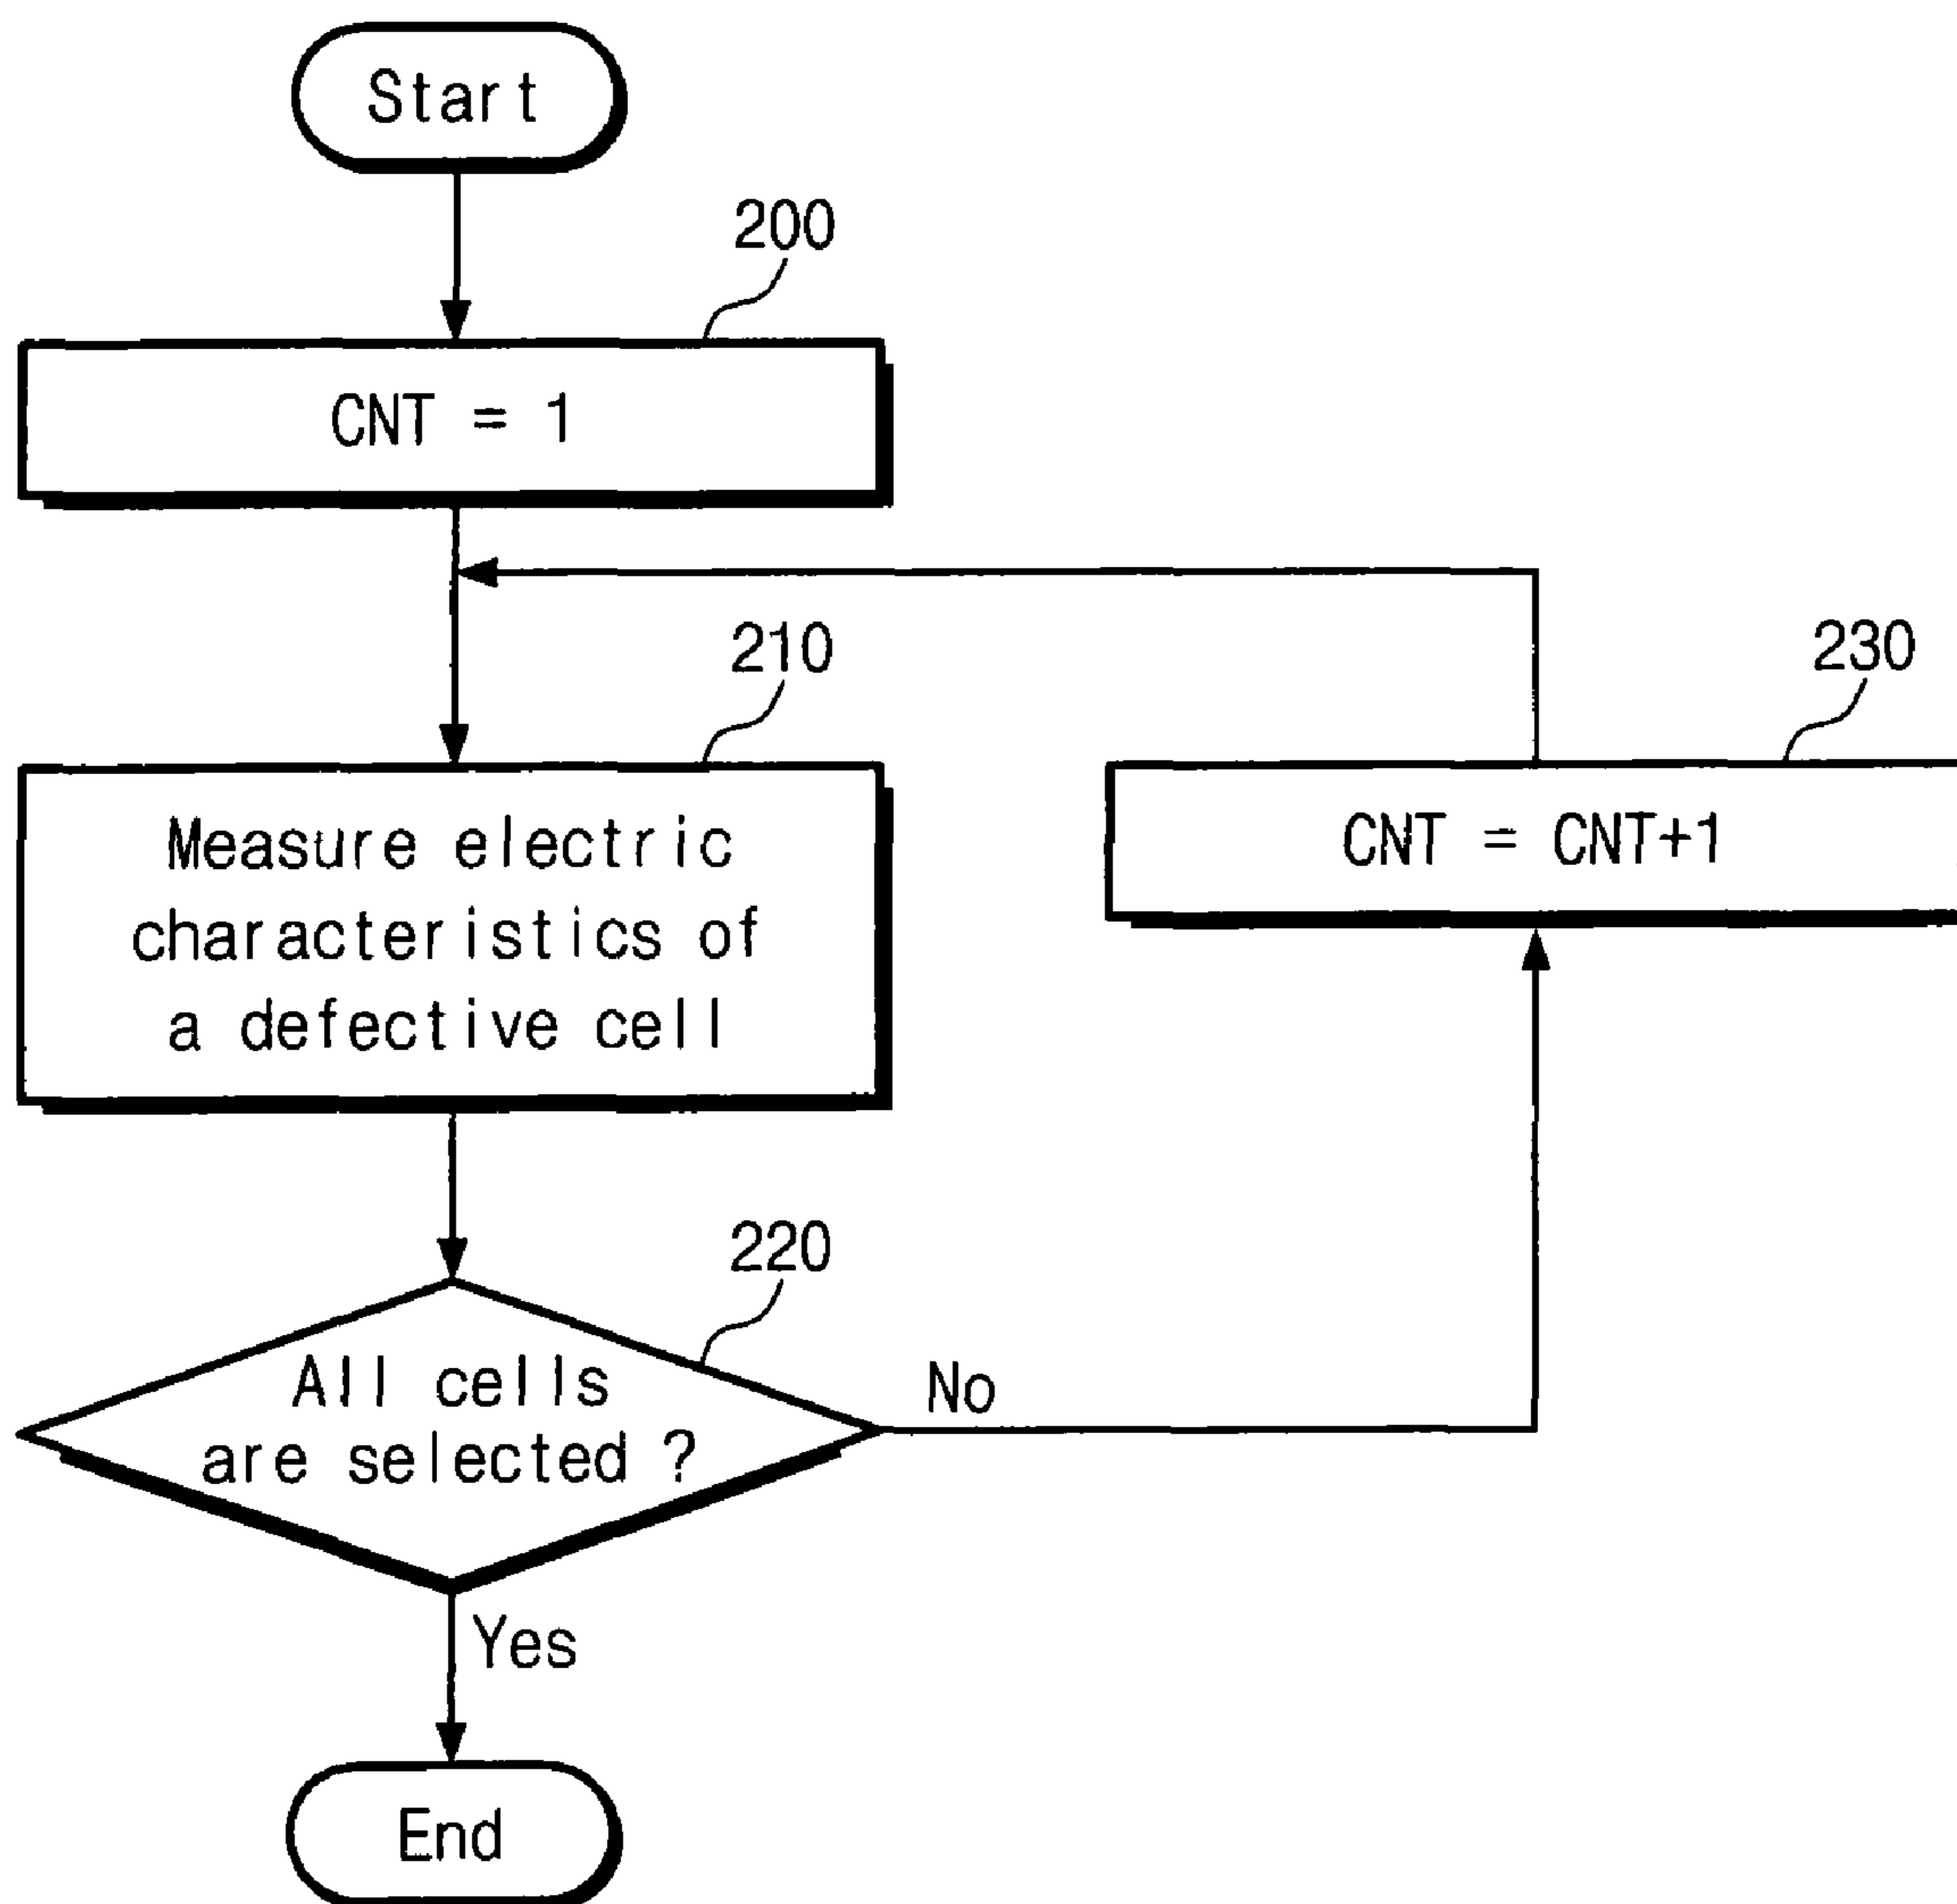 Start
200
CNT = 1
210
Measure electric
characteristics of
a defective cell
230
CNT = CNT+1
220
All cells
are selected ?
No
Yes
End